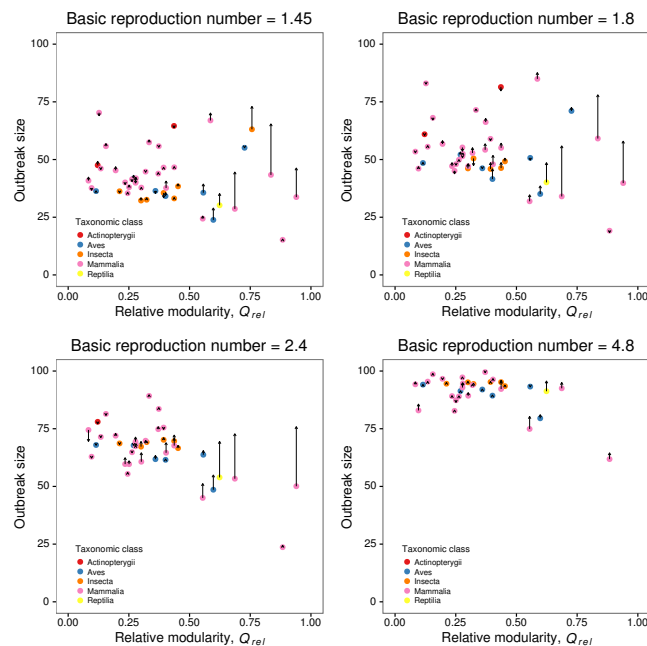 Basic reproduction number = 1.45
100
75
50
25
0
Outbreak size
Taxonomic class
Actinopterygii
Aves
Insecta
Mammalia
Reptilia
0.00 0.25 0.50 0.75 1.00
Relative modularity, Q rel
Basic reproduction number = 1.8
100
75
50
25
0
Outbreak size
Taxonomic class
Actinopterygii
Aves
Insecta
Mammalia
Reptilia
0.00 0.25 0.50 0.75 1.00
Relative modularity, Q rel
Basic reproduction number = 2.4
100
75
50
25
0
Outbreak size
Taxonomic class
Actinopterygii
Aves
Insecta
Mammalia
Reptilia
0.00 0.25 0.50 0.75 1.00
Relative modularity, Q rel
Basic reproduction number = 4.8
100
75
50
25
0
Outbreak size
Taxonomic class
Actinopterygii
Aves
Insecta
Mammalia
Reptilia
0.00 0.25 0.50 0.75 1.00
Relative modularity, Q rel